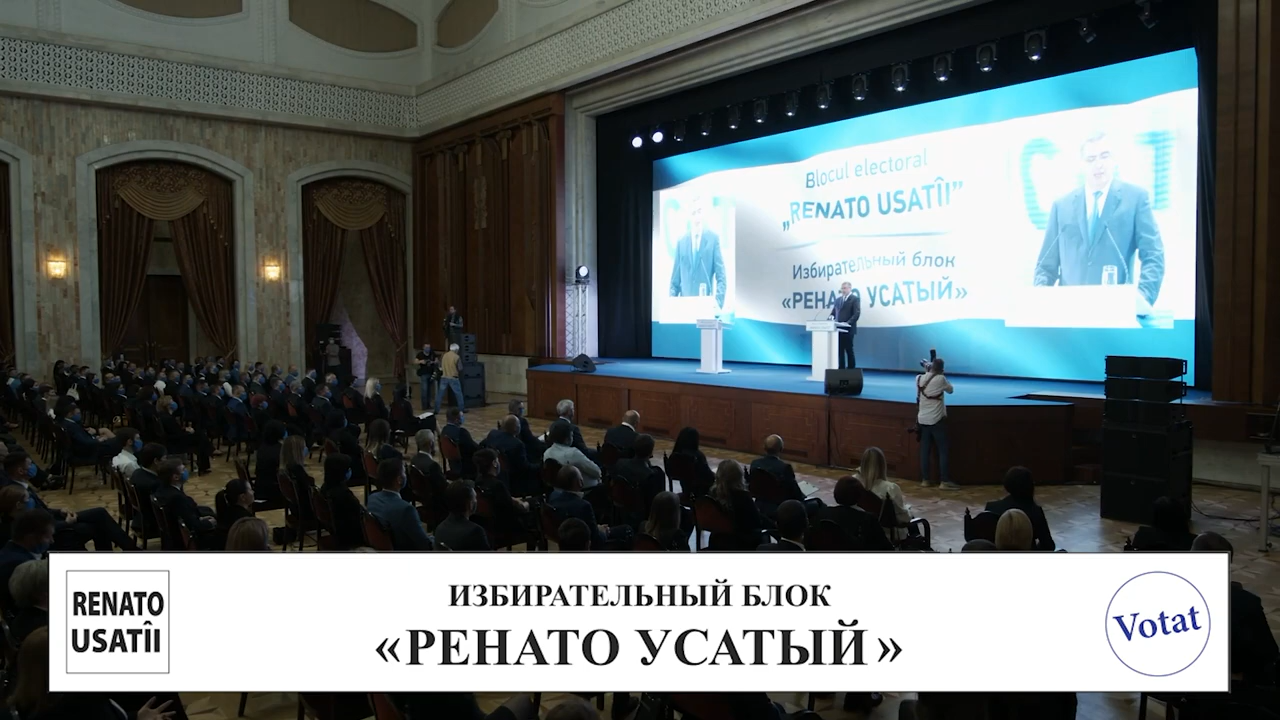 Blocul electoral
„RENATO USATÎI”
Избирательный блок
«РЕНАТО УСАТЫЙ»
RENATO
USATÎI
ИЗБИРАТЕЛЬНЫЙ БЛОК
«РЕНАТО УСАТЫЙ»
Votat